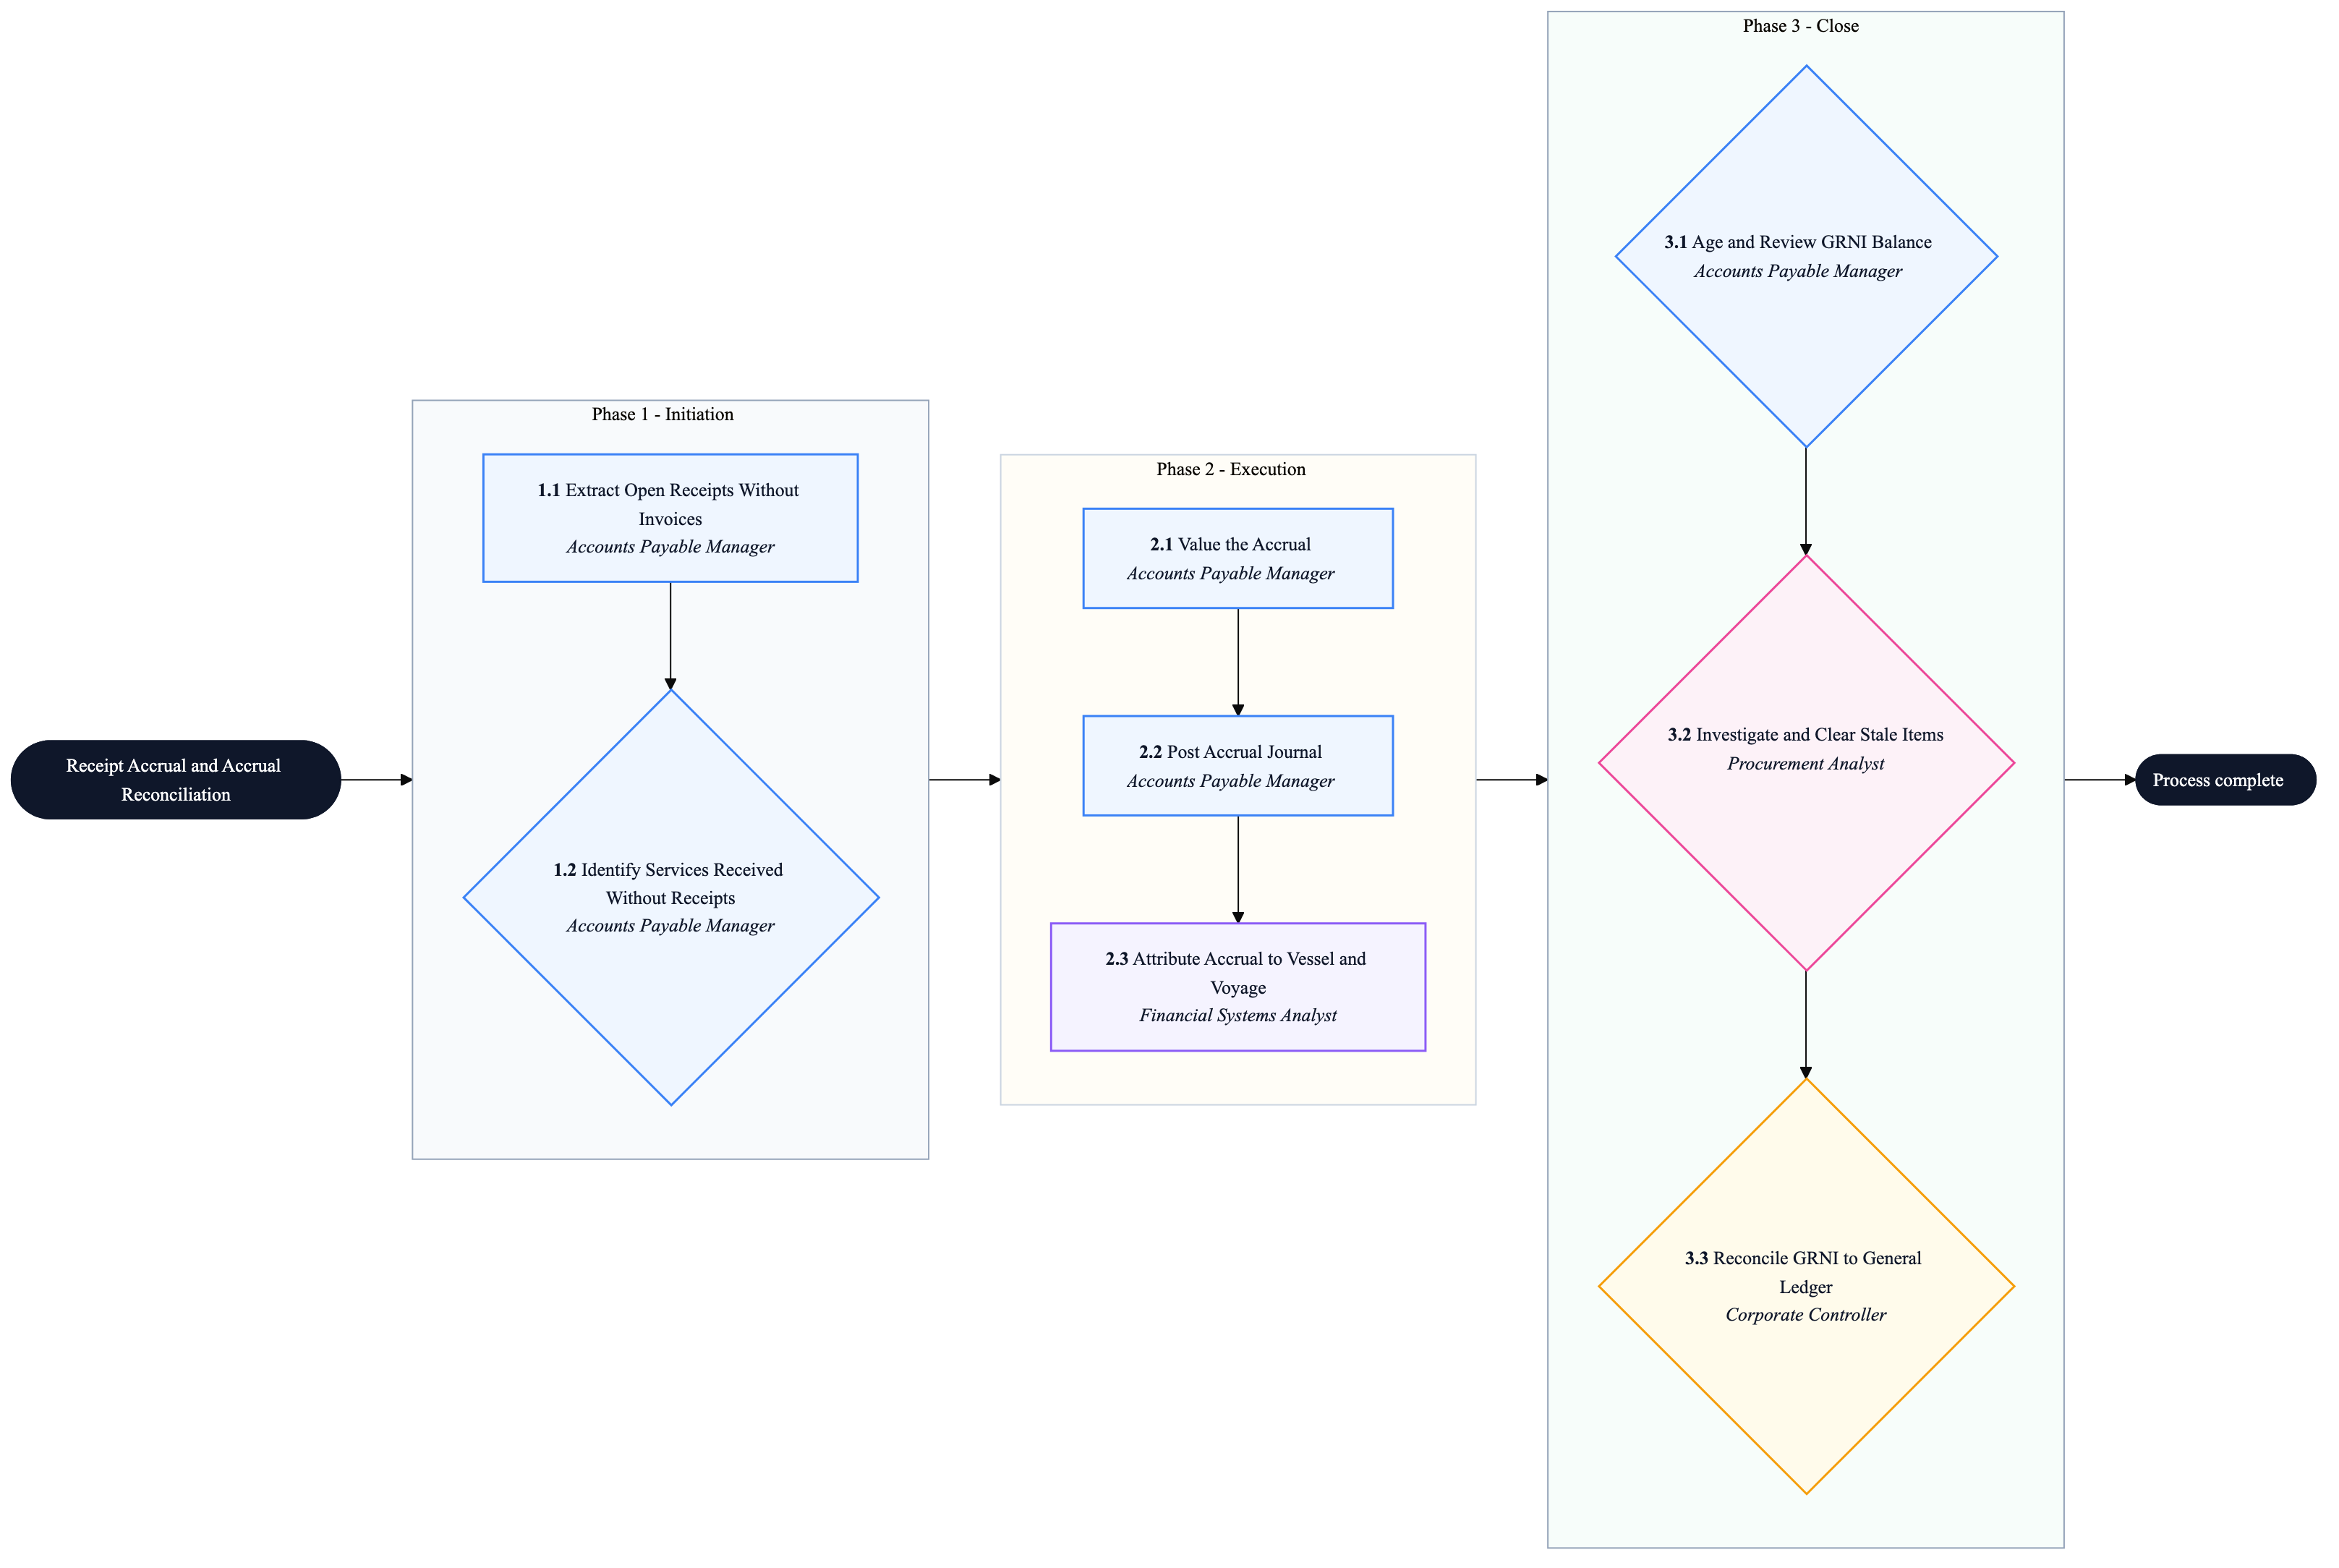 Receipt Accrual and Accrual
Reconciliation
Phase 1 - Initiation
1.1 Extract Open Receipts Without
Invoices
Accounts Payable Manager
1.2 Identify Services Received
Without Receipts
Accounts Payable Manager
Phase 2 - Execution
2.1 Value the Accrual
Accounts Payable Manager
2.2 Post Accrual Journal
Accounts Payable Manager
2.3 Attribute Accrual to Vessel and
Voyage
Financial Systems Analyst
Phase 3 - Close
3.1 Age and Review GRNI Balance
Accounts Payable Manager
3.2 Investigate and Clear Stale Items
Procurement Analyst
3.3 Reconcile GRNI to General
Ledger
Corporate Controller
Process complete